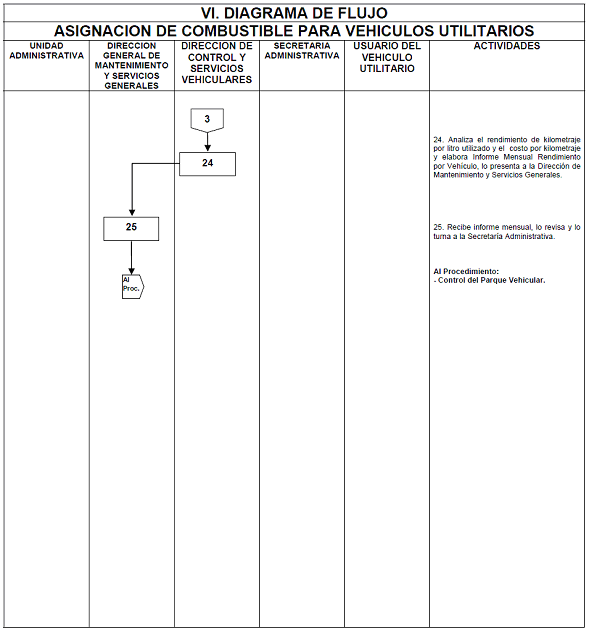 VI. DIAGRAMA DE FLUJO
ASIGNACION DE COMBUSTIBLE PARA VEHICULOS UTILITARIOS
UNIDAD
ADMINISTRATIVA
DIRECCION
GENERAL DE
MANTENIMIENTO
Y SERVICIOS
GENERALES
DIRECCION DE
CONTROL Y
SERVICIOS
VEHICULARES
SECRETARIA
ADMINISTRATIVA
USUARIO DEL
VEHICULO
UTILITARIO
ACTIVIDADES
3
24
24. Analiza el rendimiento de kilometraje
por litro utilizado y el costo por kilometraje
y elabora Informe Mensual Rendimiento
por Vehículo, lo presenta a la Dirección de
Mantenimiento y Servicios Generales.
25
25. Recibe informe mensual, lo revisa y lo
turna a la Secretaría Administrativa.
Al
Proc.
Al Procedimiento:
- Control del Parque Vehicular.